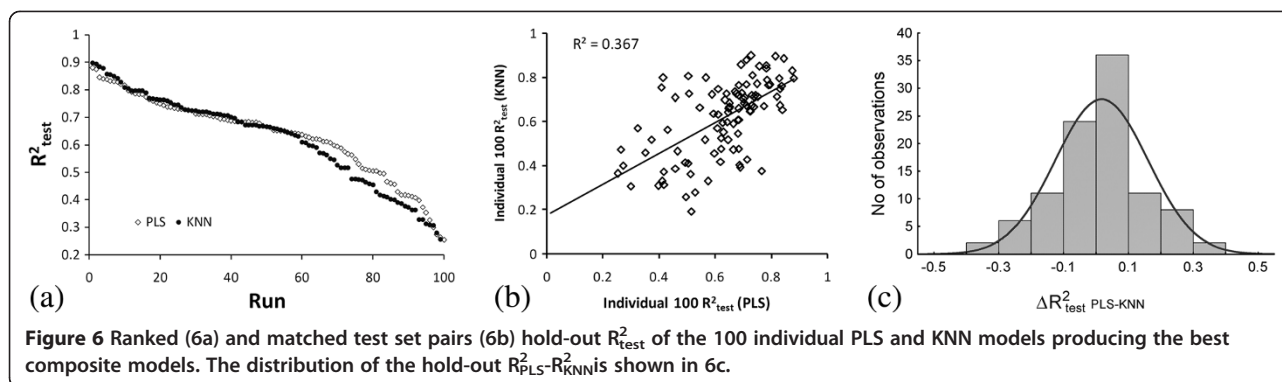 1
0.9
0.8
0.7
0.6
0.5
0.4
0.3
0.2
R²test
0 20 40 60 80 100
PLS KNN
(a) Run
R² = 0.367
1
0.8
0.6
0.4
0.2
0
Individual 100 R²test (KNN)
0 0.2 0.4 0.6 0.8 1
(b) Individual 100 R²test (PLS)
40
35
30
25
20
15
10
5
0
No of observations
-0.5 -0.3 -0.1 0.1 0.3 0.5
(c) ΔR²test PLS-KNN
Figure 6 Ranked (6a) and matched test set pairs (6b) hold-out R²test of the 100 individual PLS and KNN models producing the best
composite models. The distribution of the hold-out R²PLS-R²KNNis shown in 6c.